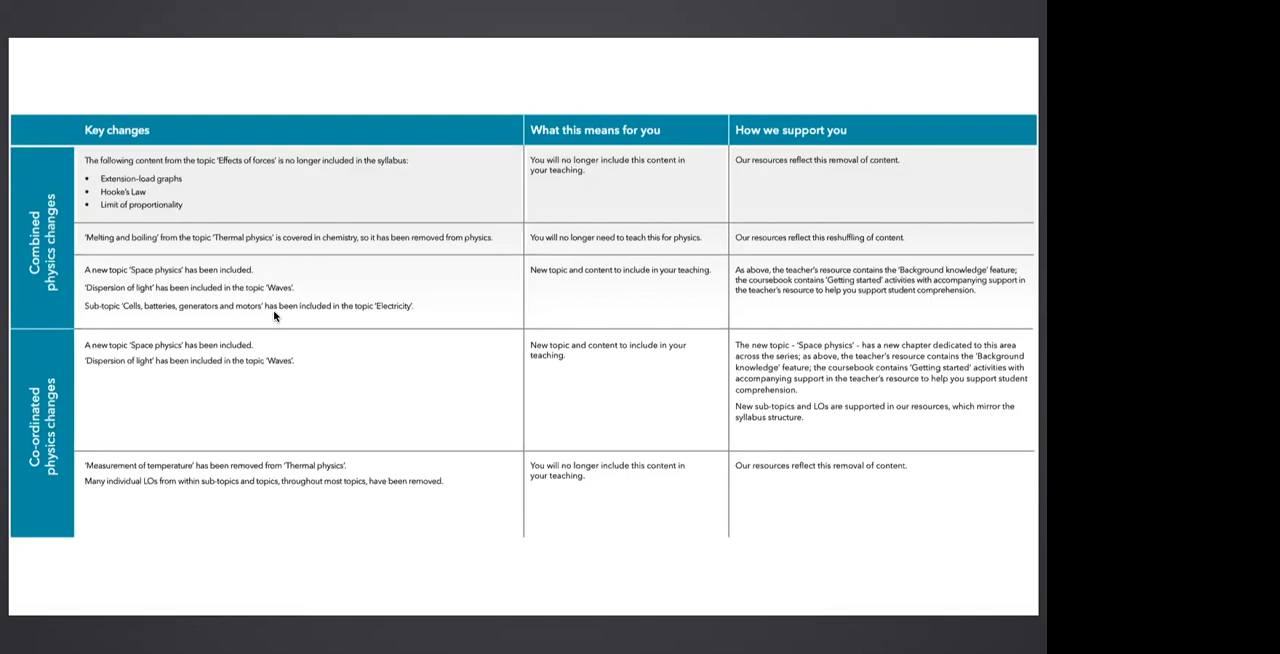 Key changes
What this means for you
How we support you
Combined
physics changes
The following content from the topic 'Effects of forces' is no longer included in the syllabus:
• Extension-load graphs
• Hooke's Law
• Limit of proportionality
You will no longer include this content in
your teaching.
Our resources reflect this removal of content.
'Melting and boiling' from the topic 'Thermal physics' is covered in chemistry, so it has been removed from physics.
You will no longer need to teach this for physics.
Our resources reflect this reshuffling of content.
A new topic 'Space physics' has been included.
'Dispersion of light' has been included in the topic 'Waves'.
Sub-topic 'Cells, batteries, generators and motors' has been included in the topic 'Electricity'.
New topic and content to include in your teaching.
As above, the teacher's resource contains the 'Background knowledge' feature;
the coursebook contains 'Getting started' activities with accompanying support in
the teacher's resource to help you support student comprehension.
Co-ordinated
physics changes
A new topic 'Space physics' has been included.
'Dispersion of light' has been included in the topic 'Waves'.
New topic and content to include in your
teaching.
The new topic - 'Space physics' - has a new chapter dedicated to this area
across the series; as above, the teacher's resource contains the 'Background
knowledge' feature; the coursebook contains 'Getting started' activities with
accompanying support in the teacher's resource to help you support student
comprehension.
New sub-topics and LOs are supported in our resources, which mirror the
syllabus structure.
'Measurement of temperature' has been removed from 'Thermal physics'.
Many individual LOs from within sub-topics and topics, throughout most topics, have been removed.
You will no longer include this content in
your teaching.
Our resources reflect this removal of content.